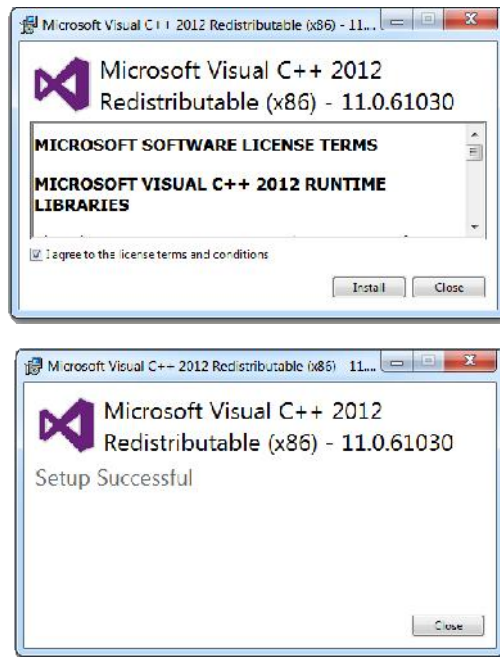 Microsoft Visual C++ 2012 Redistributable (x86) - 11....
Microsoft Visual C++ 2012
Redistributable (x86) - 11.0.61030
MICROSOFT SOFTWARE LICENSE TERMS
MICROSOFT VISUAL C++ 2012 RUNTIME
LIBRARIES
I agree to the license terms and conditions
Install
Close
Microsoft Visual C++ 2012 Redistributable (x86) 11....
Microsoft Visual C++ 2012
Redistributable (x86) - 11.0.61030
Setup Successful
Close